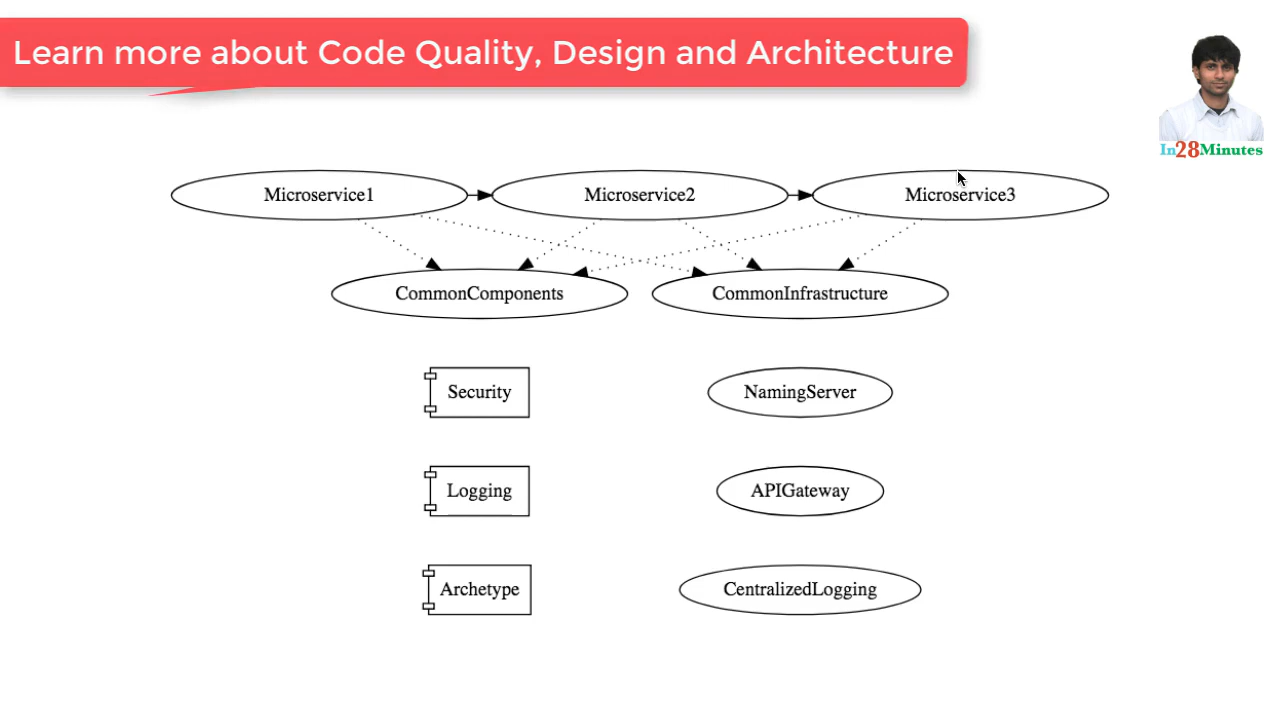 Learn more about Code Quality, Design and Architecture
In28Minutes
Microservice1 Microservice2 Microservice3
CommonComponents CommonInfrastructure
Security NamingServer
Logging APIGateway
Archetype CentralizedLogging